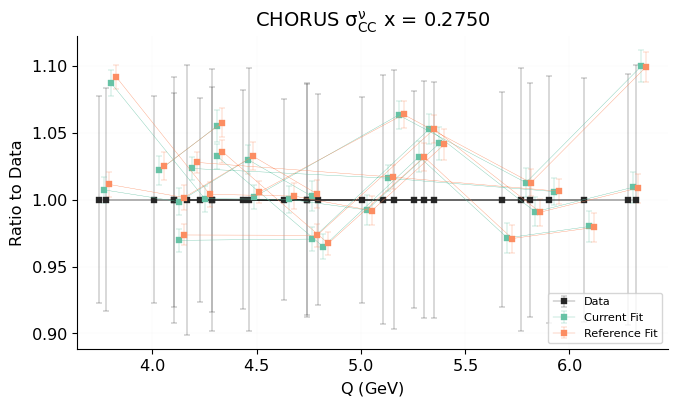 CHORUS σ^ν_CC x = 0.2750
Ratio to Data
1.10
1.05
1.00
0.95
0.90
4.0 4.5 5.0 5.5 6.0
Q (GeV)
Data
Current Fit
Reference Fit